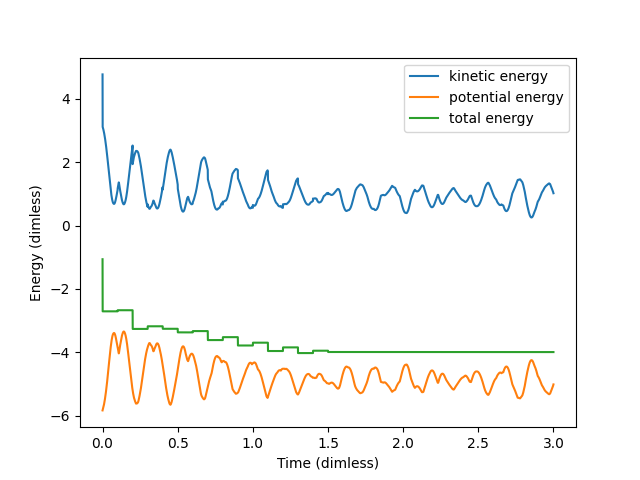 kinetic energy
potential energy
total energy
Energy (dimless)
4
2
0
−2
−4
−6
0.0 0.5 1.0 1.5 2.0 2.5 3.0
Time (dimless)